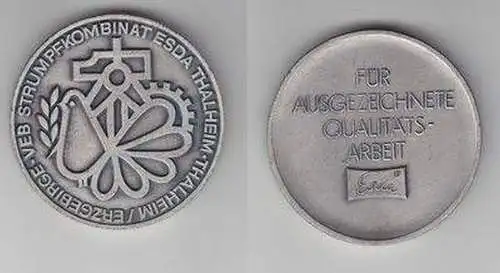 VEB STRUMPFKOMBINAT ESDA THALHEIM · THALHEIM / ERZGEBIRGE ·
FÜR
AUSGEZEICHNETE
QUALITÄTS-
ARBEIT
Esda